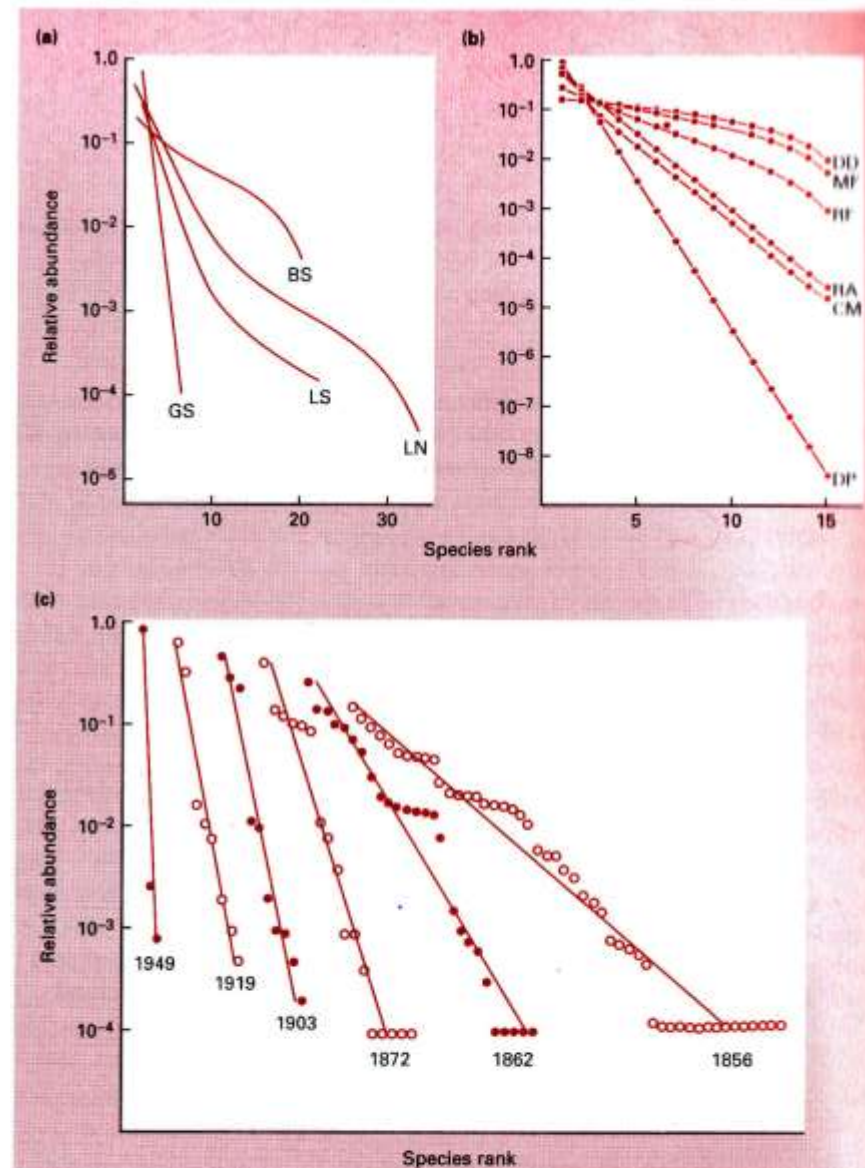 (a)
1.0
10⁻¹
10⁻²
10⁻³
10⁻⁴
10⁻⁵
Relative abundance
BS
GS
LS
LN
10
20
30
(b)
1.0
10⁻¹
10⁻²
10⁻³
10⁻⁴
10⁻⁵
10⁻⁶
10⁻⁷
10⁻⁸
DD
MF
RF
RA
CM
DP
5
10
15
Species rank
(c)
1.0
10⁻¹
10⁻²
10⁻³
10⁻⁴
Relative abundance
1949
1919
1903
1872
1862
1856
Species rank